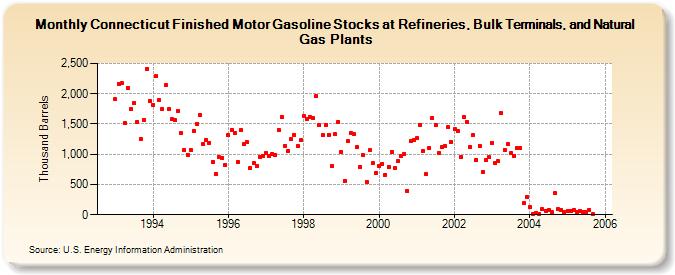 Monthly Connecticut Finished Motor Gasoline Stocks at Refineries, Bulk Terminals, and Natural
Gas Plants
Thousand Barrels
2,500
2,000
1,500
1,000
500
0
1994 1996 1998 2000 2002 2004 2006
Source: U.S. Energy Information Administration